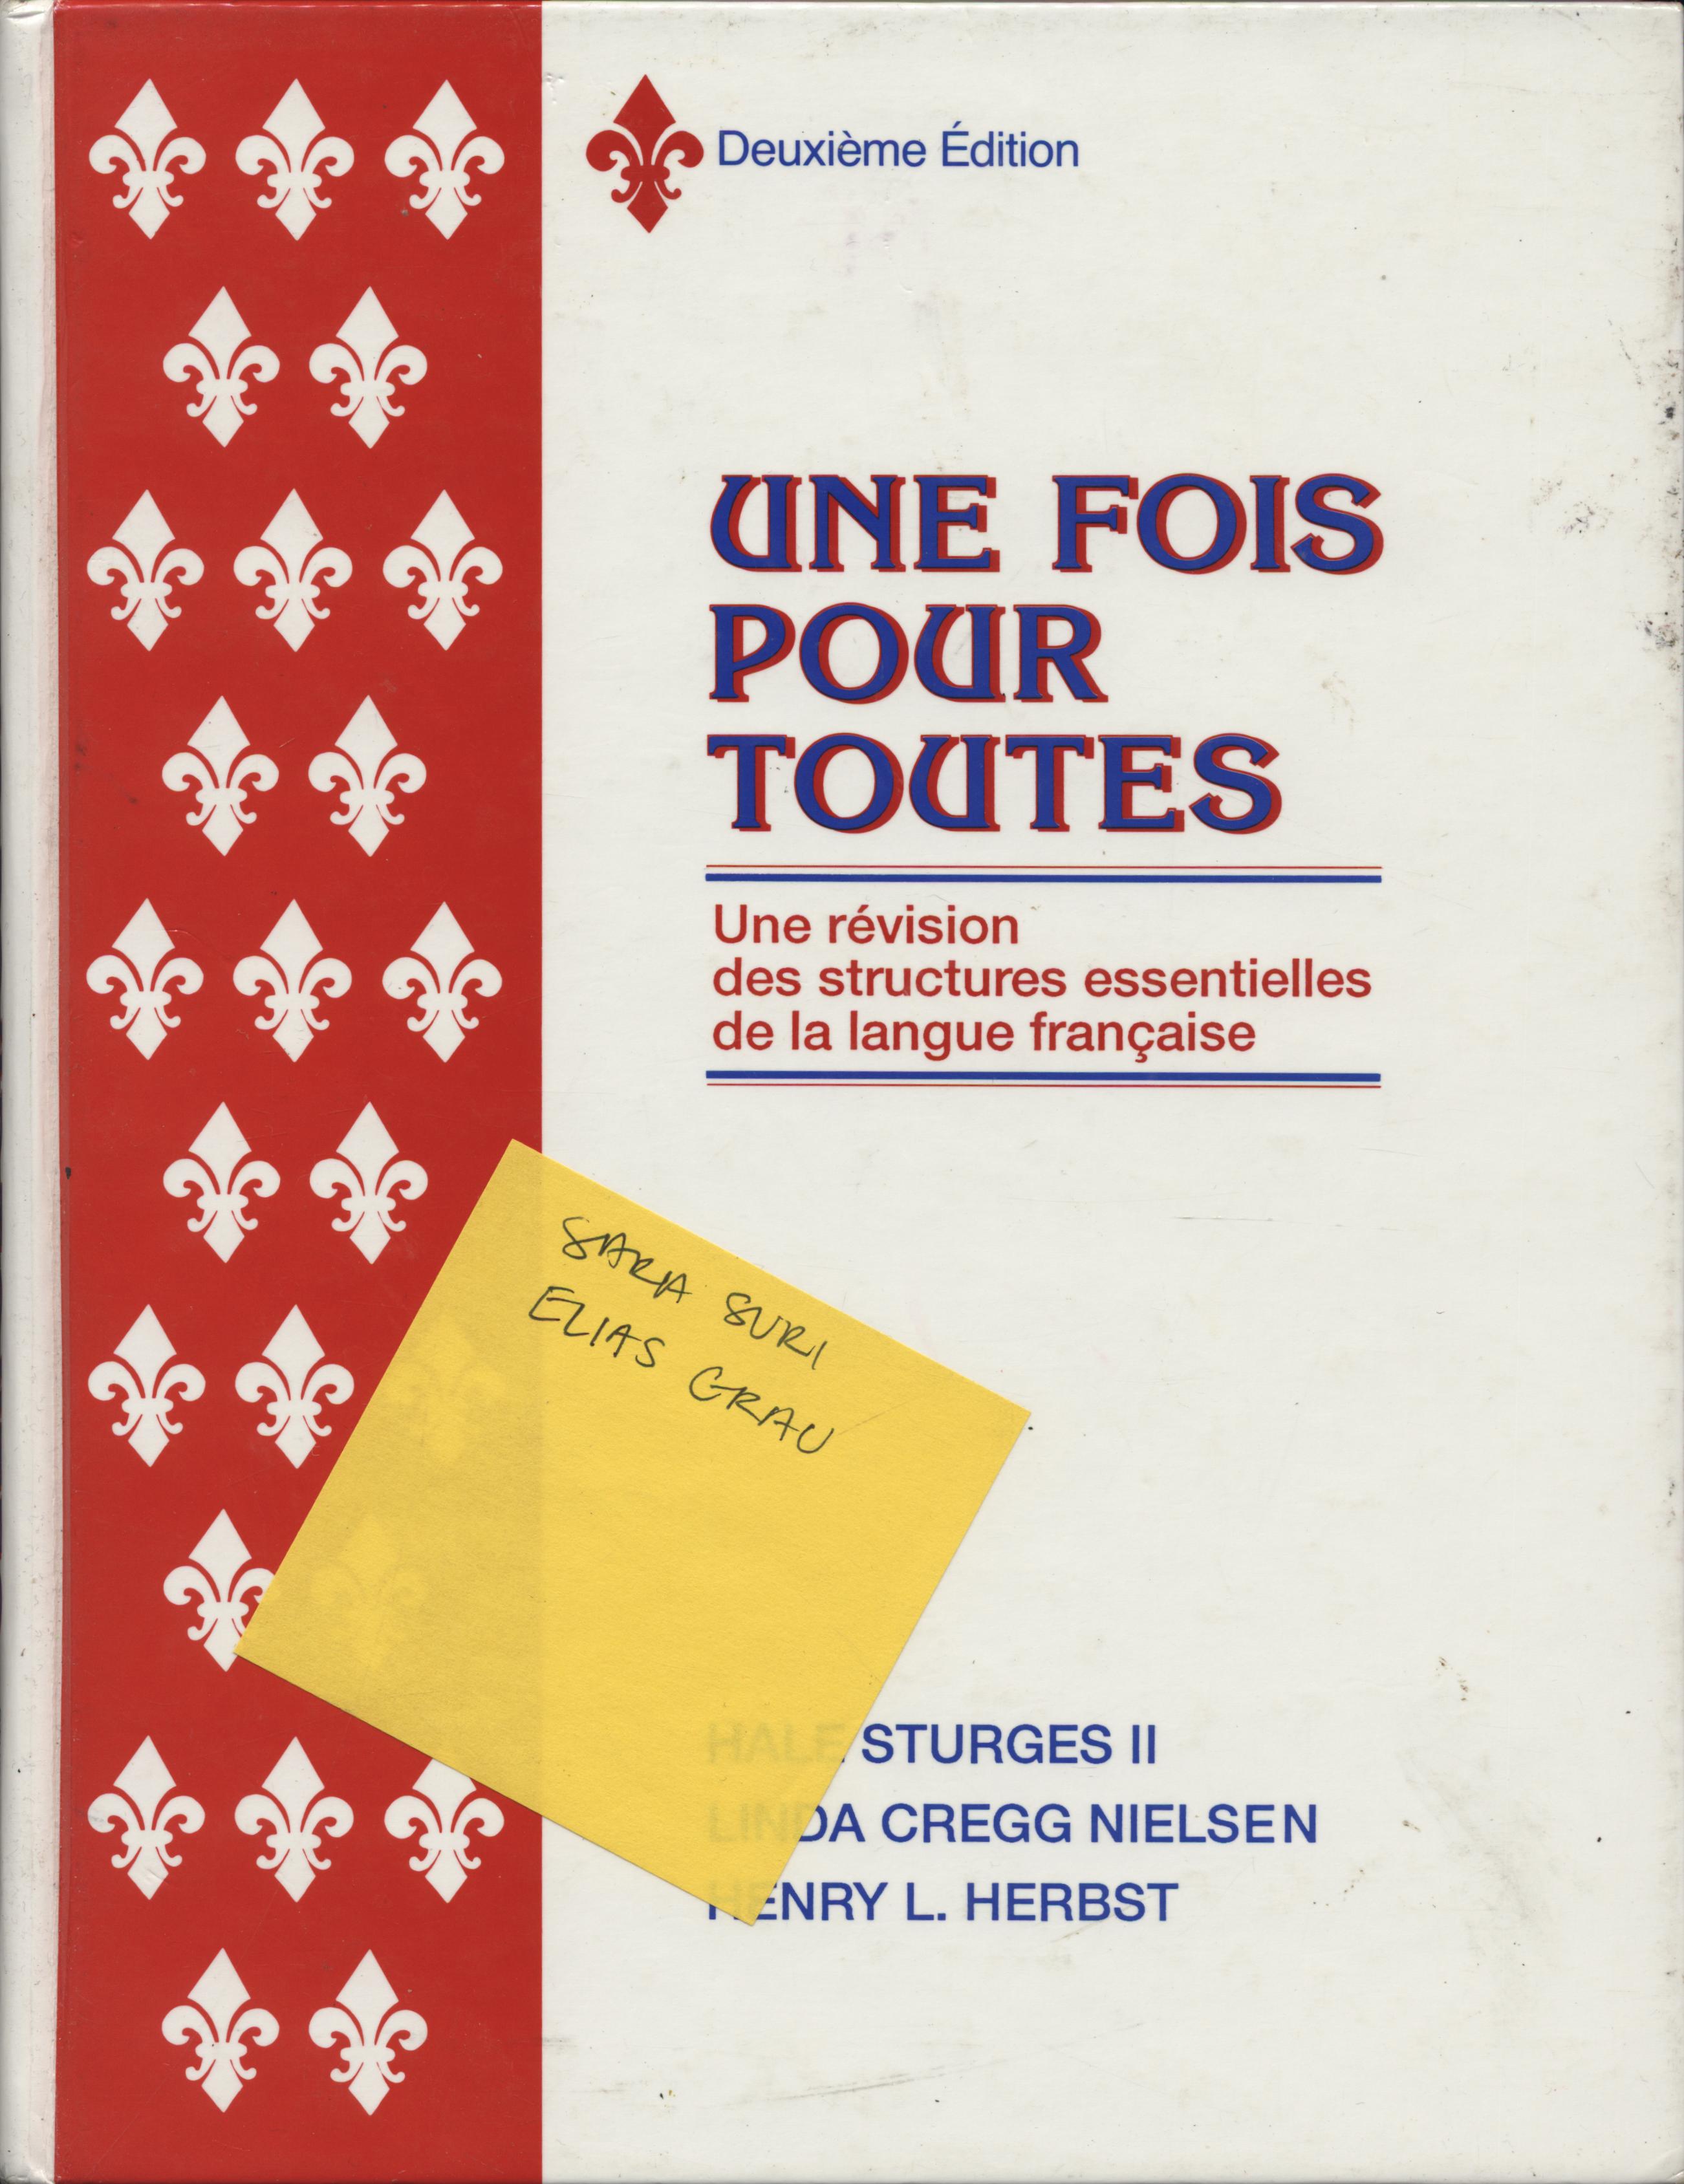 Deuxième Édition
UNE FOIS
POUR
TOUTES
Une révision
des structures essentielles
de la langue française
SARA SURI
ELIAS GRAU
HALE STURGES II
LINDA CREGG NIELSEN
HENRY L. HERBST